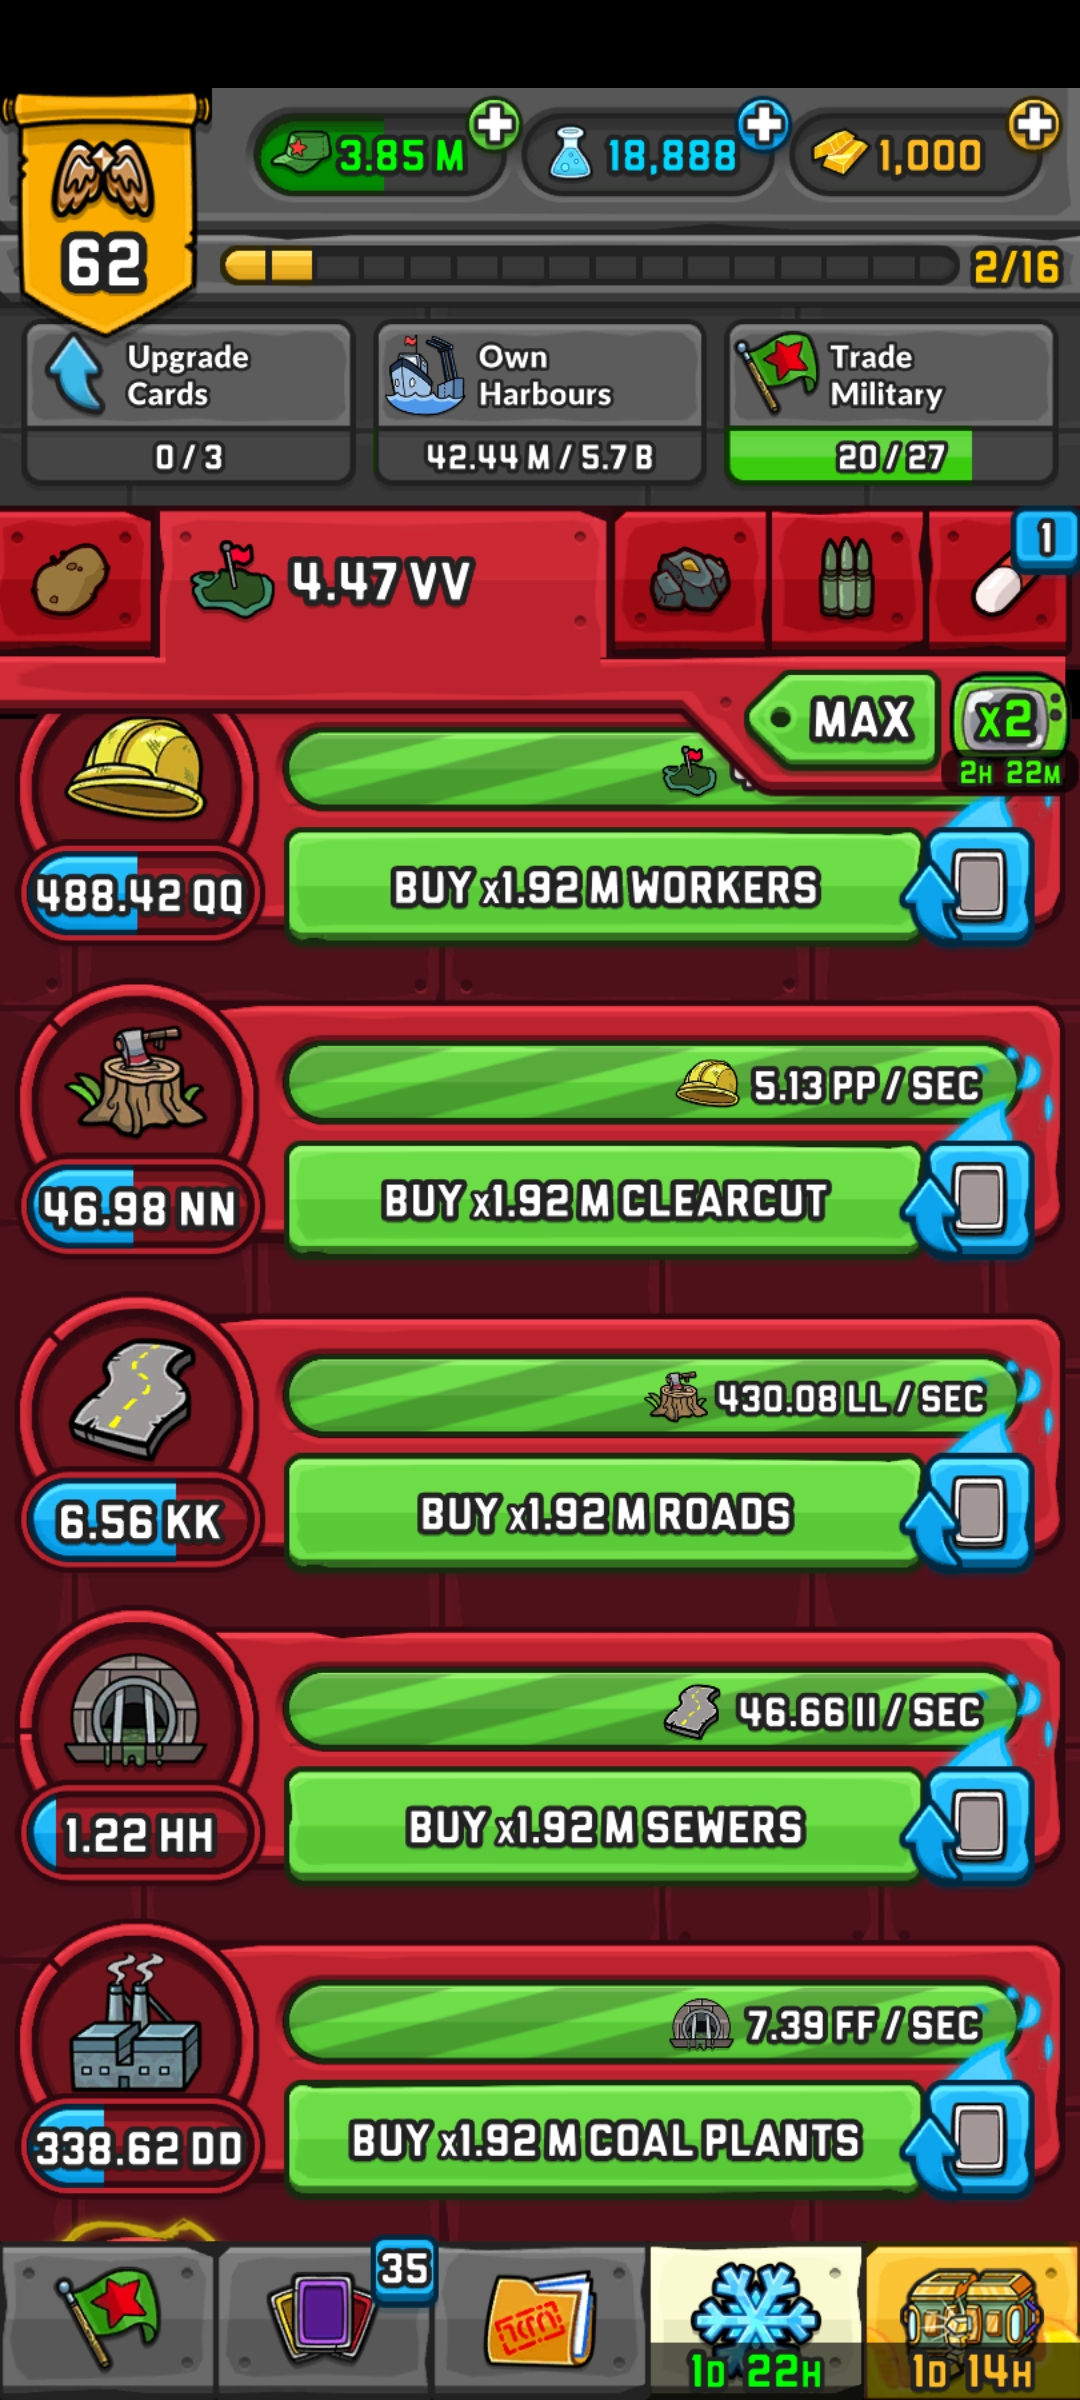 62
3.85 M
18,888
1,000
2/16
Upgrade
Cards
0 / 3
Own
Harbours
42.44 M / 5.7 B
Trade
Military
20 / 27
4.47 VV
1
MAX
x2
2H 22M
488.42 QQ
BUY x1.92 M WORKERS
5.13 PP / SEC
46.98 NN
BUY x1.92 M CLEARCUT
430.08 LL / SEC
6.56 KK
BUY x1.92 M ROADS
46.66 II / SEC
1.22 HH
BUY x1.92 M SEWERS
7.39 FF / SEC
338.62 DD
BUY x1.92 M COAL PLANTS
35
1D 22H
1D 14H